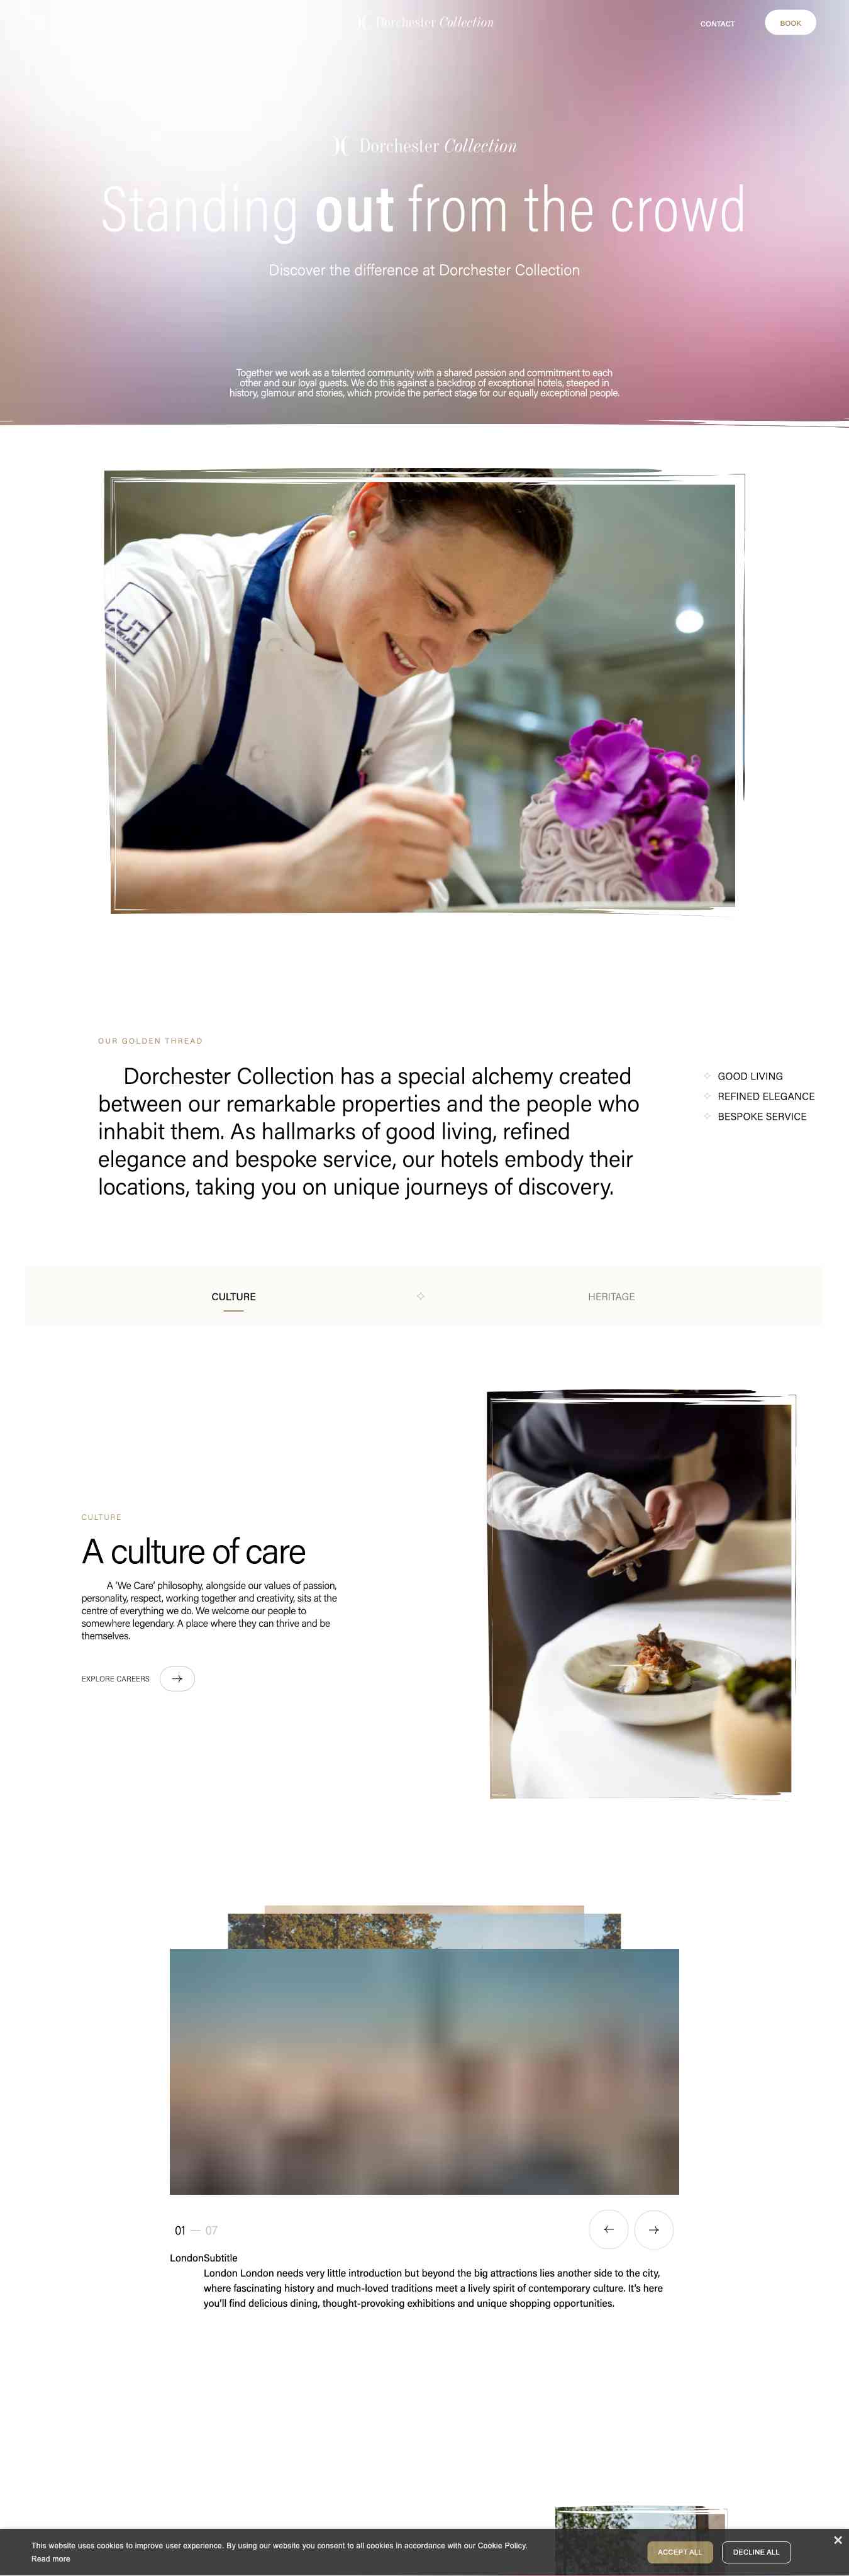 Dorchester Collection
CONTACT
BOOK
Dorchester Collection
Standing out from the crowd
Discover the difference at Dorchester Collection
Together we work as a talented community with a shared passion and commitment to each
other and our loyal guests. We do this against a backdrop of exceptional hotels, steeped in
history, glamour and stories, which provide the perfect stage for our equally exceptional people.
CUT
OUR GOLDEN THREAD
Dorchester Collection has a special alchemy created
between our remarkable properties and the people who
inhabit them. As hallmarks of good living, refined
elegance and bespoke service, our hotels embody their
locations, taking you on unique journeys of discovery.
GOOD LIVING
REFINED ELEGANCE
BESPOKE SERVICE
CULTURE
HERITAGE
CULTURE
A culture of care
A ‘We Care’ philosophy, alongside our values of passion,
personality, respect, working together and creativity, sits at the
centre of everything we do. We welcome our people to
somewhere legendary. A place where they can thrive and be
themselves.
EXPLORE CAREERS
01 — 07
LondonSubtitle
London London needs very little introduction but beyond the big attractions lies another side to the city,
where fascinating history and much-loved traditions meet a lively spirit of contemporary culture. It’s here
you’ll find delicious dining, thought-provoking exhibitions and unique shopping opportunities.
This website uses cookies to improve user experience. By using our website you consent to all cookies in accordance with our Cookie Policy.
Read more
ACCEPT ALL
DECLINE ALL